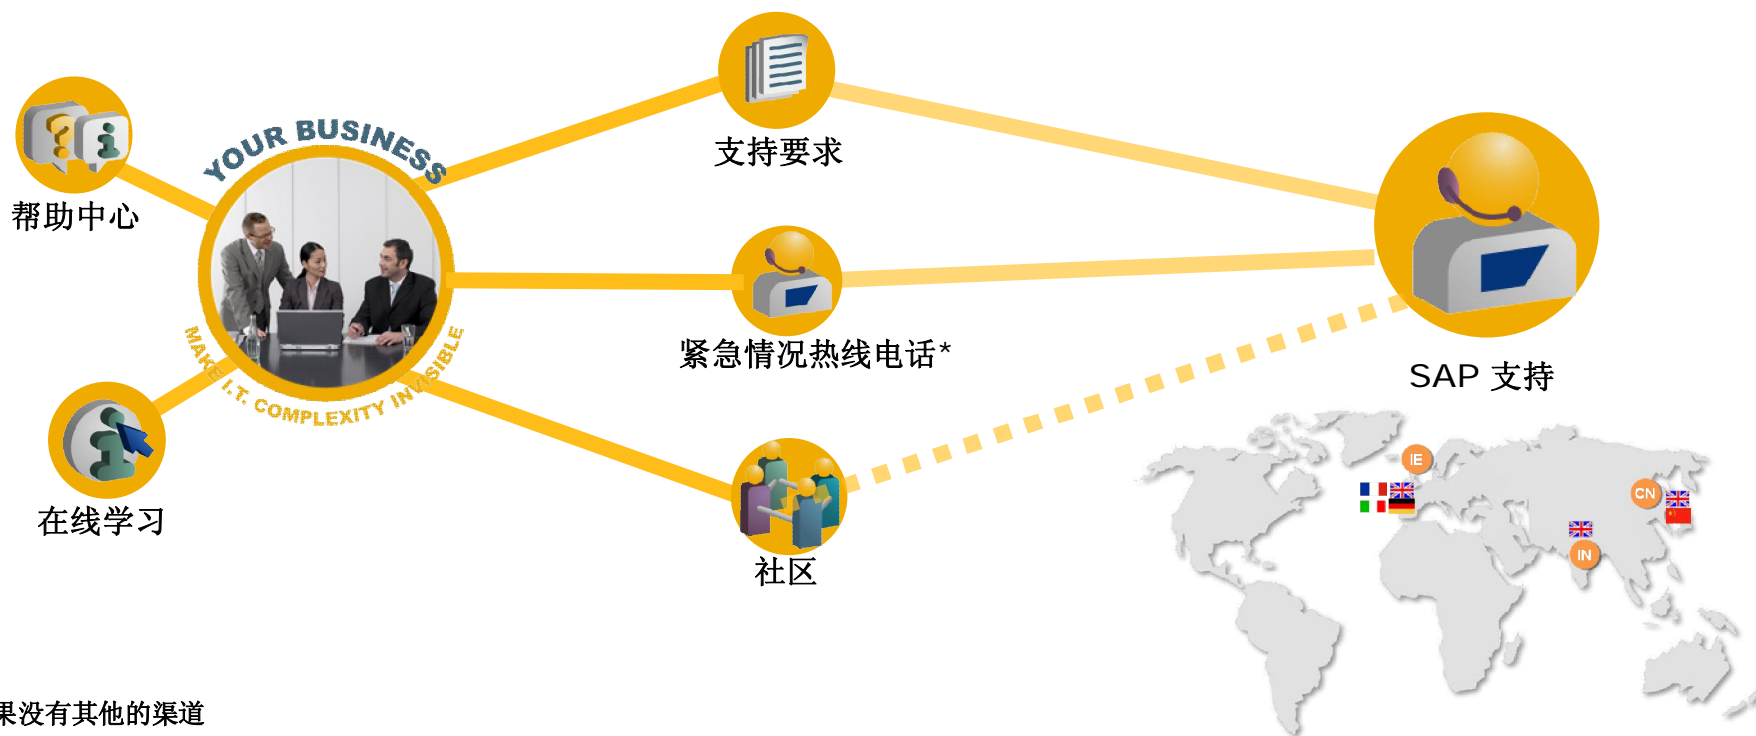 支持要求
YOUR BUSINESS
帮助中心
紧急情况热线电话*
MAKE I.T. COMPLEXITY INVISIBLE
SAP 支持
在线学习
社区
IE
CN
IN
果没有其他的渠道